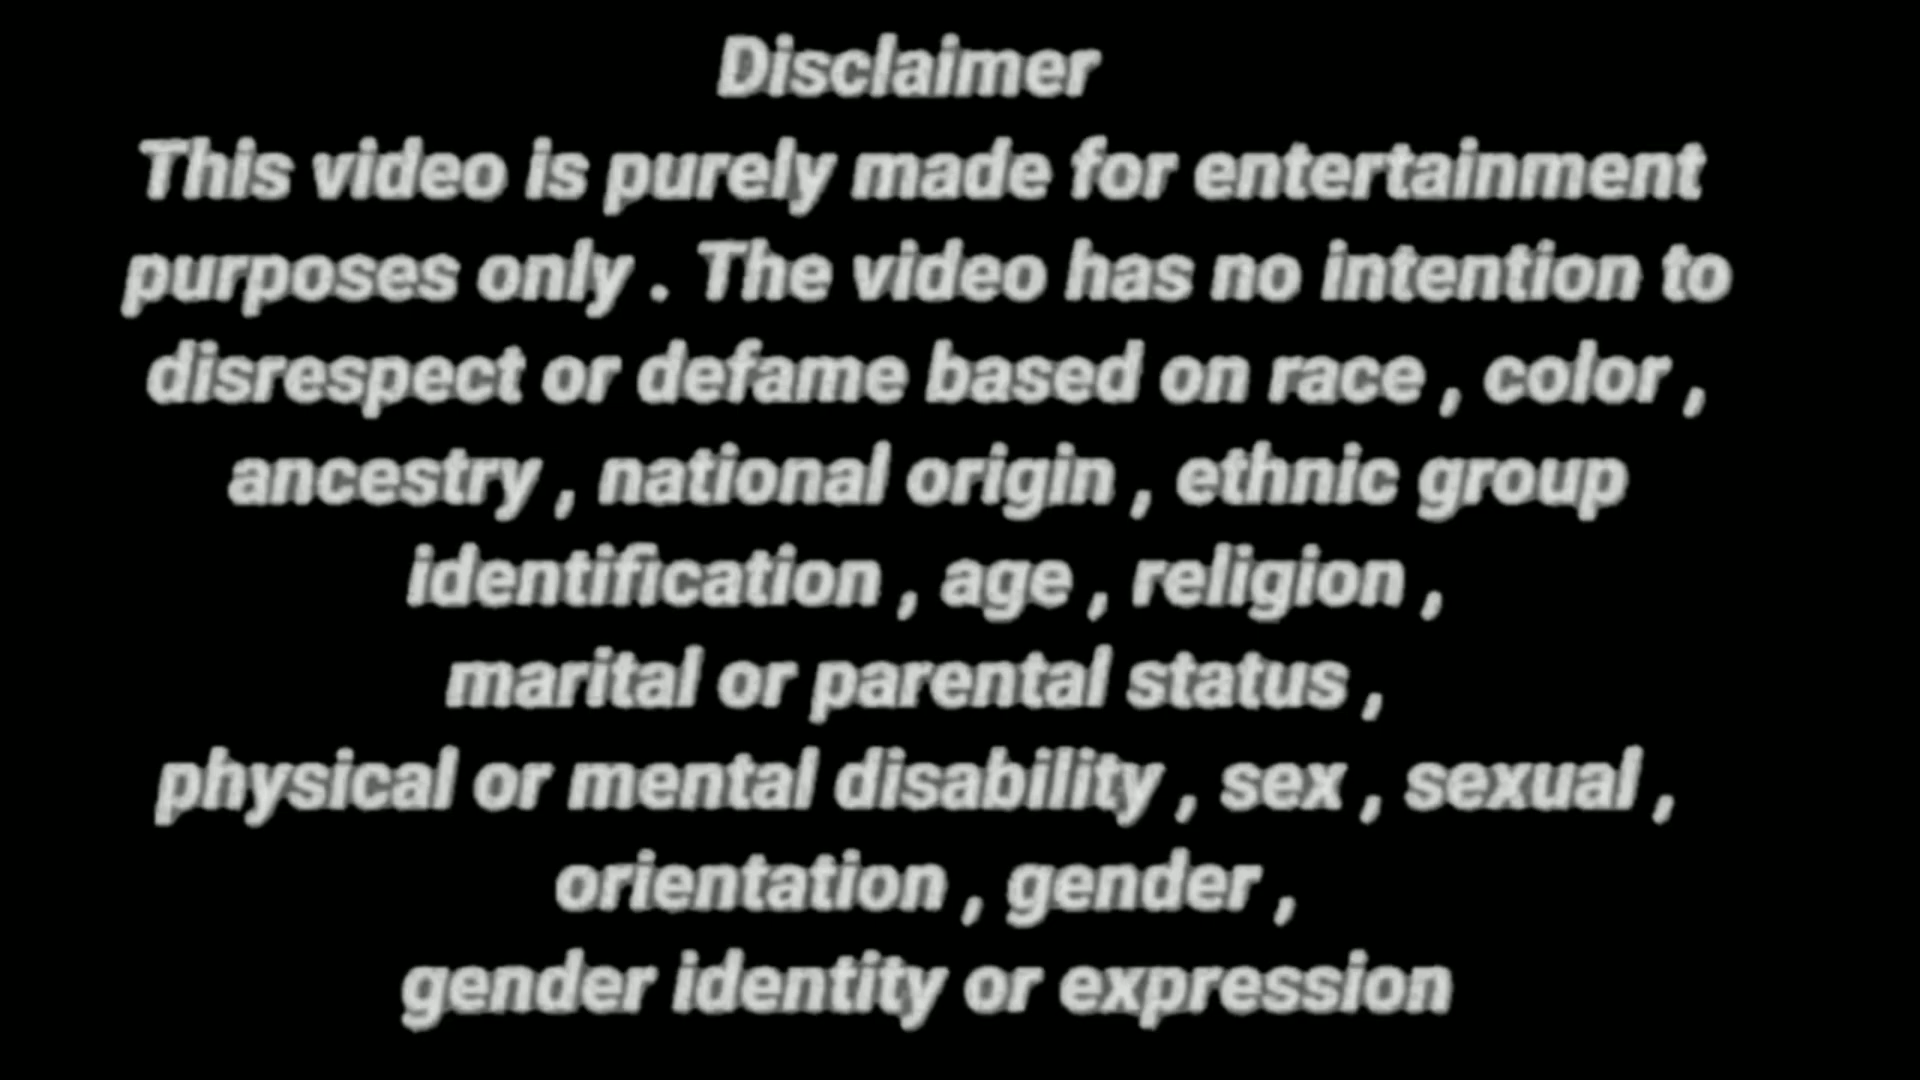 Disclaimer
This video is purely made for entertainment
purposes only . The video has no intention to
disrespect or defame based on race , color ,
ancestry , national origin , ethnic group
identification , age , religion ,
marital or parental status ,
physical or mental disability , sex , sexual ,
orientation , gender ,
gender identity or expression